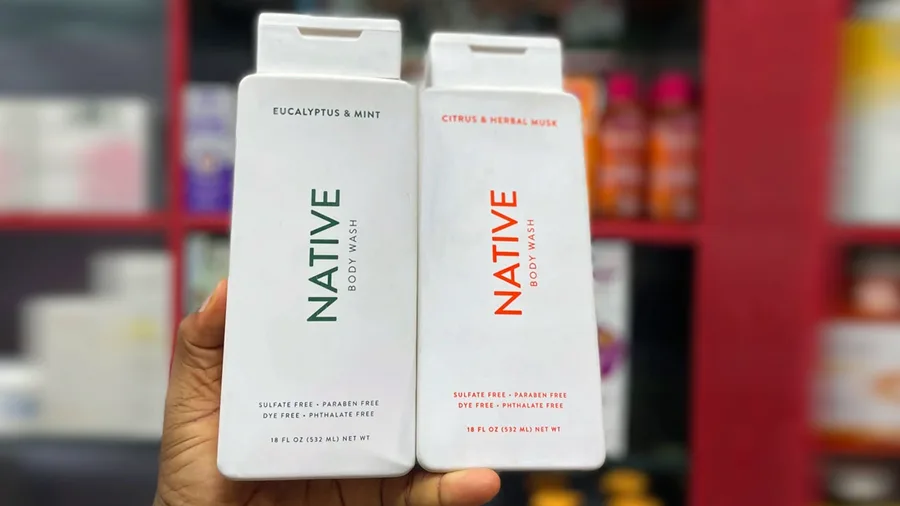 EUCALYPTUS & MINT
NATIVE
BODY WASH
SULFATE FREE • PARABEN FREE
DYE FREE • PHTHALATE FREE
18 FL OZ (532 ML) NET WT
CITRUS & HERBAL MUSK
NATIVE
BODY WASH
SULFATE FREE • PARABEN FREE
DYE FREE • PHTHALATE FREE
18 FL OZ (532 ML) NET WT